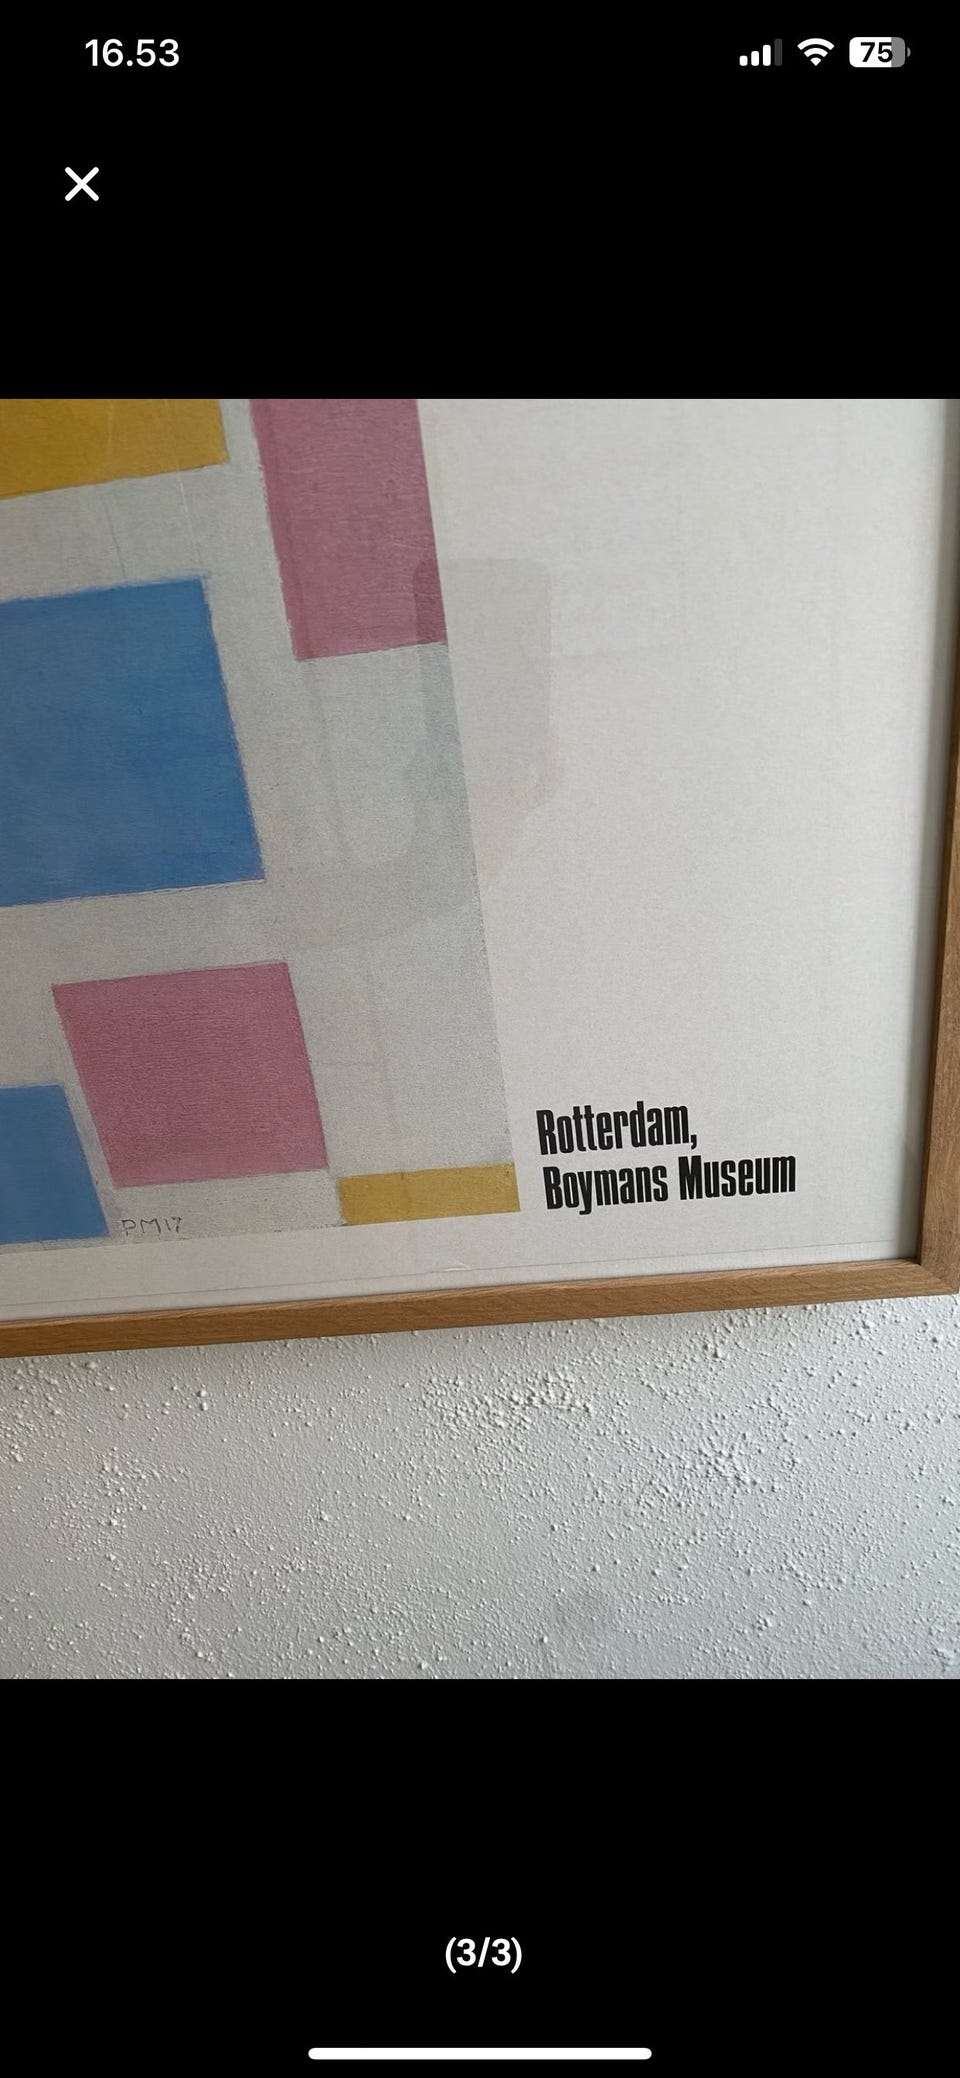 16.53
75
Rotterdam,
Boymans Museum
PM17
(3/3)